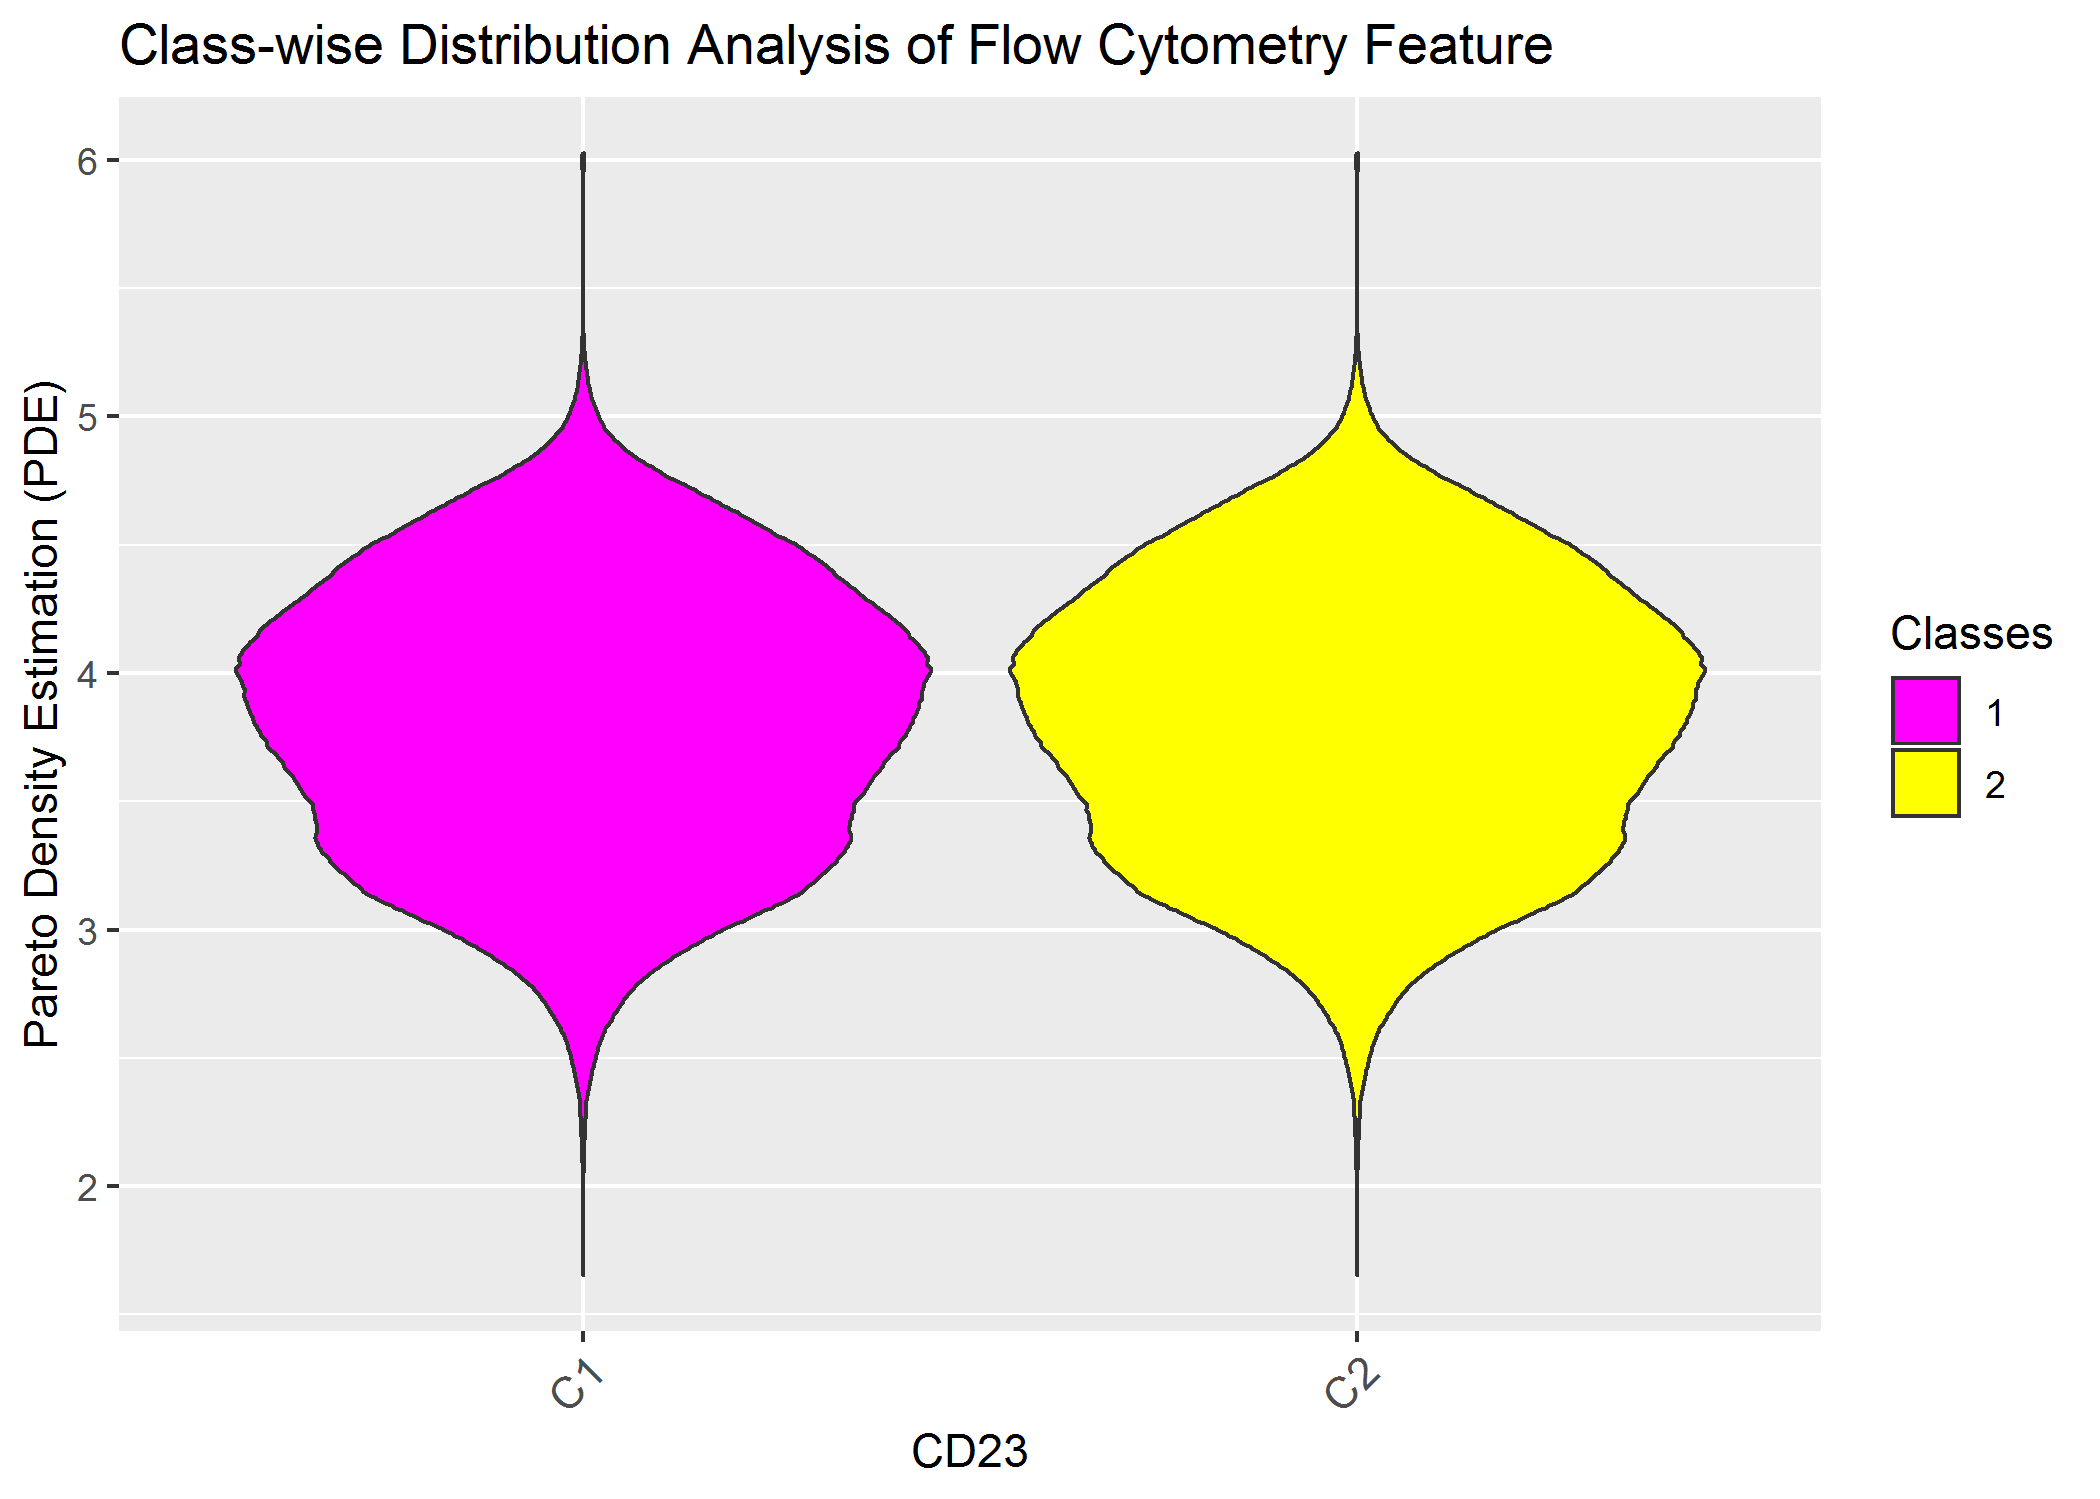 Class-wise Distribution Analysis of Flow Cytometry Feature
Pareto Density Estimation (PDE)
6
5
4
3
2
C1
C2
CD23
Classes
1
2